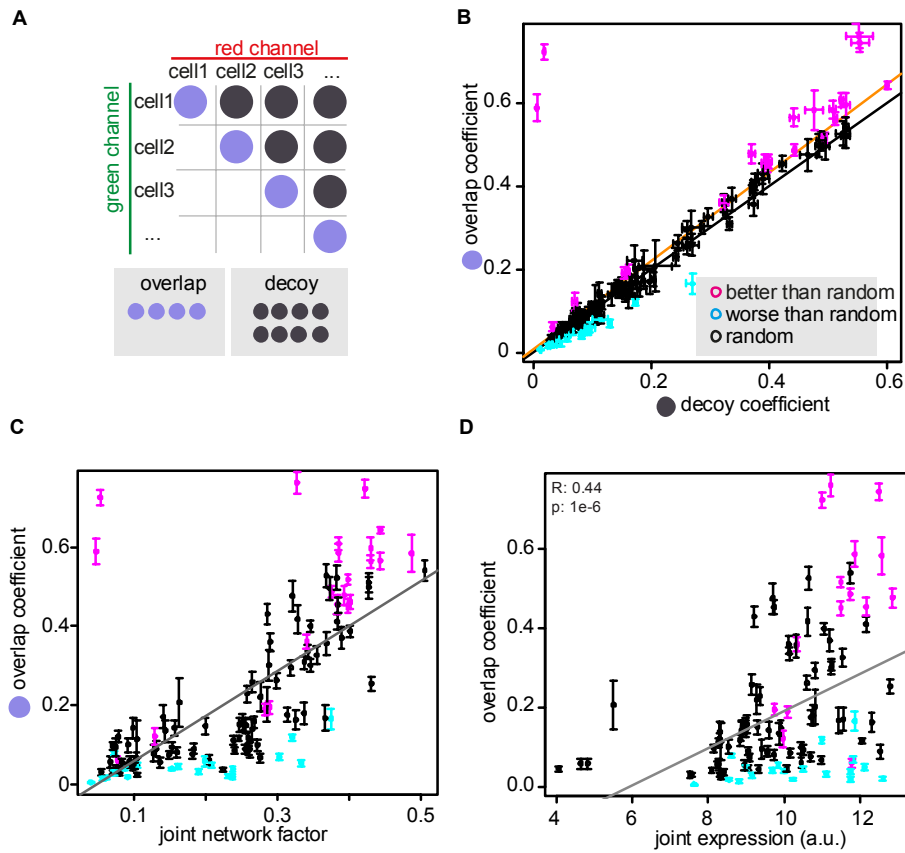 A
red channel
cell1 cell2 cell3 ...
green channel
cell1
cell2
cell3
...
overlap
decoy
B
overlap coefficient
0.6
0.4
0.2
0
better than random
worse than random
random
0 0.2 0.4 0.6
decoy coefficient
C
overlap coefficient
0.6
0.4
0.2
0
0.1 0.3 0.5
joint network factor
D
R: 0.44
p: 1e-6
overlap coefficient
0.6
0.4
0.2
0.0
4 6 8 10 12
joint expression (a.u.)